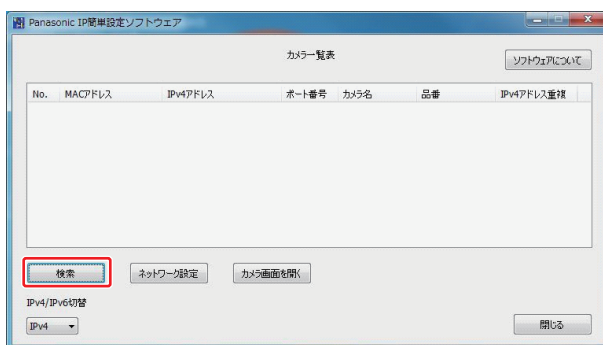 Panasonic IP簡単設定ソフトウェア
カメラ一覧表
ソフトウェアについて
No. MACアドレス IPv4アドレス ポート番号 カメラ名 品番 IPv4アドレス重複
検索 ネットワーク設定 カメラ画面を開く
IPv4/IPv6切替
IPv4 閉じる